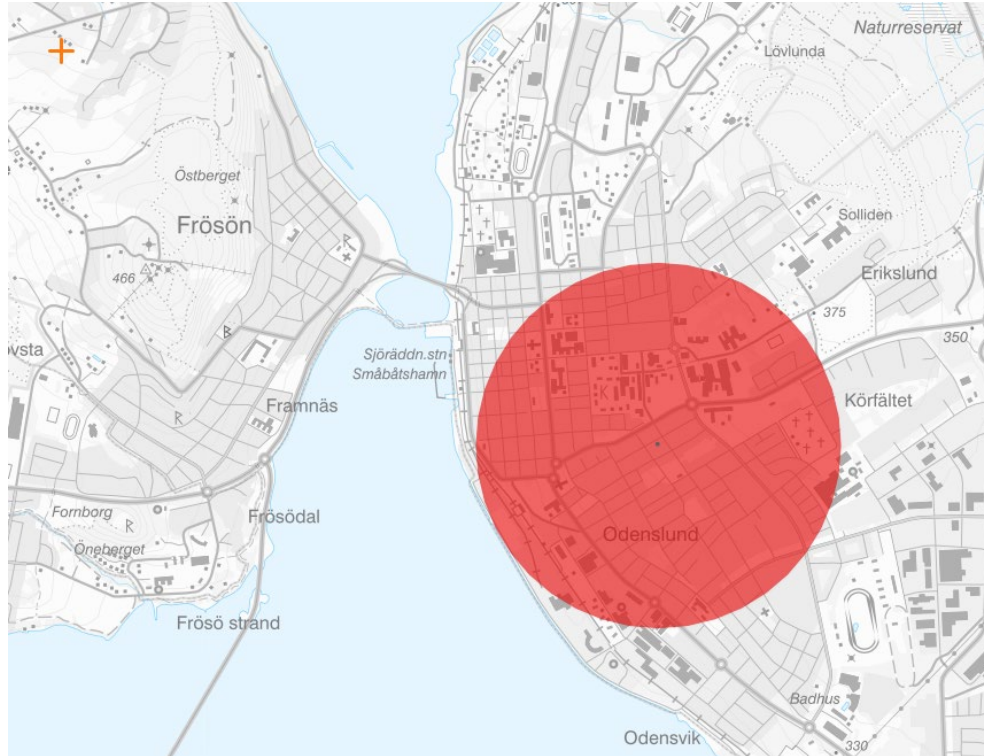 Naturreservat
Lövlunda
Östberget
Frösön
Solliden
Erikslund
466
375
350
Sjöräddn.stn
Småbåtshamn
Framnäs
Körfältet
Fornborg
Frösödal
Odenslund
Öneberget
Frösö strand
Badhus
Odensvik
330